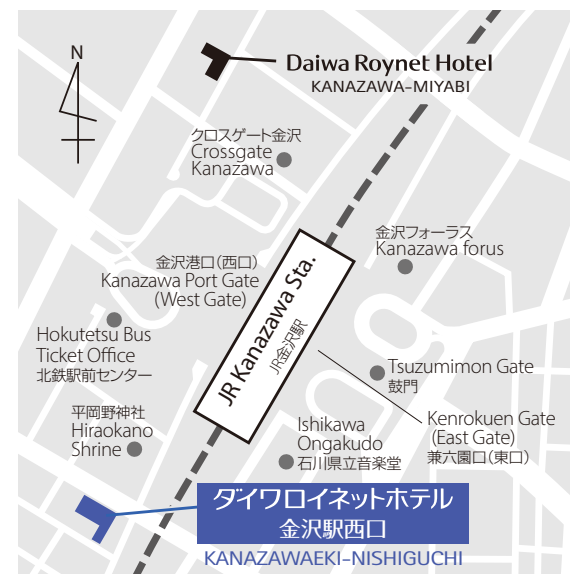 N
Daiwa Roynet Hotel
KANAZAWA-MIYABI
クロスゲート金沢
Crossgate
Kanazawa
金沢フォーラス
Kanazawa forus
金沢港口(西口)
Kanazawa Port Gate
(West Gate)
JR Kanazawa Sta.
JR金沢駅
Hokutetsu Bus
Ticket Office
北鉄駅前センター
Tsuzumimon Gate
鼓門
平岡野神社
Hiraokano
Shrine
Ishikawa
Ongakudo
石川県立音楽堂
Kenrokuen Gate
(East Gate)
兼六園口(東口)
ダイワロイネットホテル
金沢駅西口
KANAZAWAEKI-NISHIGUCHI